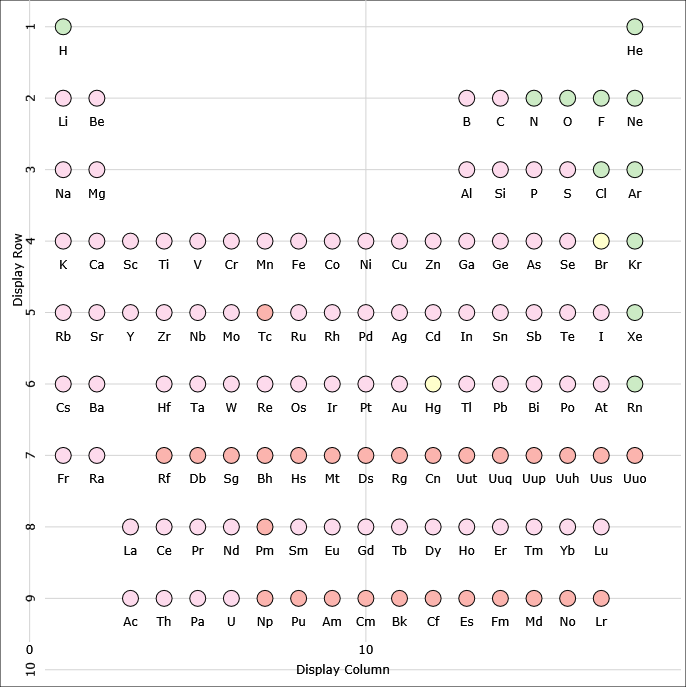 1
H He
2
Li Be B C N O F Ne
3
Na Mg Al Si P S Cl Ar
4
K Ca Sc Ti V Cr Mn Fe Co Ni Cu Zn Ga Ge As Se Br Kr
Display Row
5
Rb Sr Y Zr Nb Mo Tc Ru Rh Pd Ag Cd In Sn Sb Te I Xe
6
Cs Ba Hf Ta W Re Os Ir Pt Au Hg Tl Pb Bi Po At Rn
7
Fr Ra Rf Db Sg Bh Hs Mt Ds Rg Cn Uut Uuq Uup Uuh Uus Uuo
8
La Ce Pr Nd Pm Sm Eu Gd Tb Dy Ho Er Tm Yb Lu
9
Ac Th Pa U Np Pu Am Cm Bk Cf Es Fm Md No Lr
0 10
10
Display Column